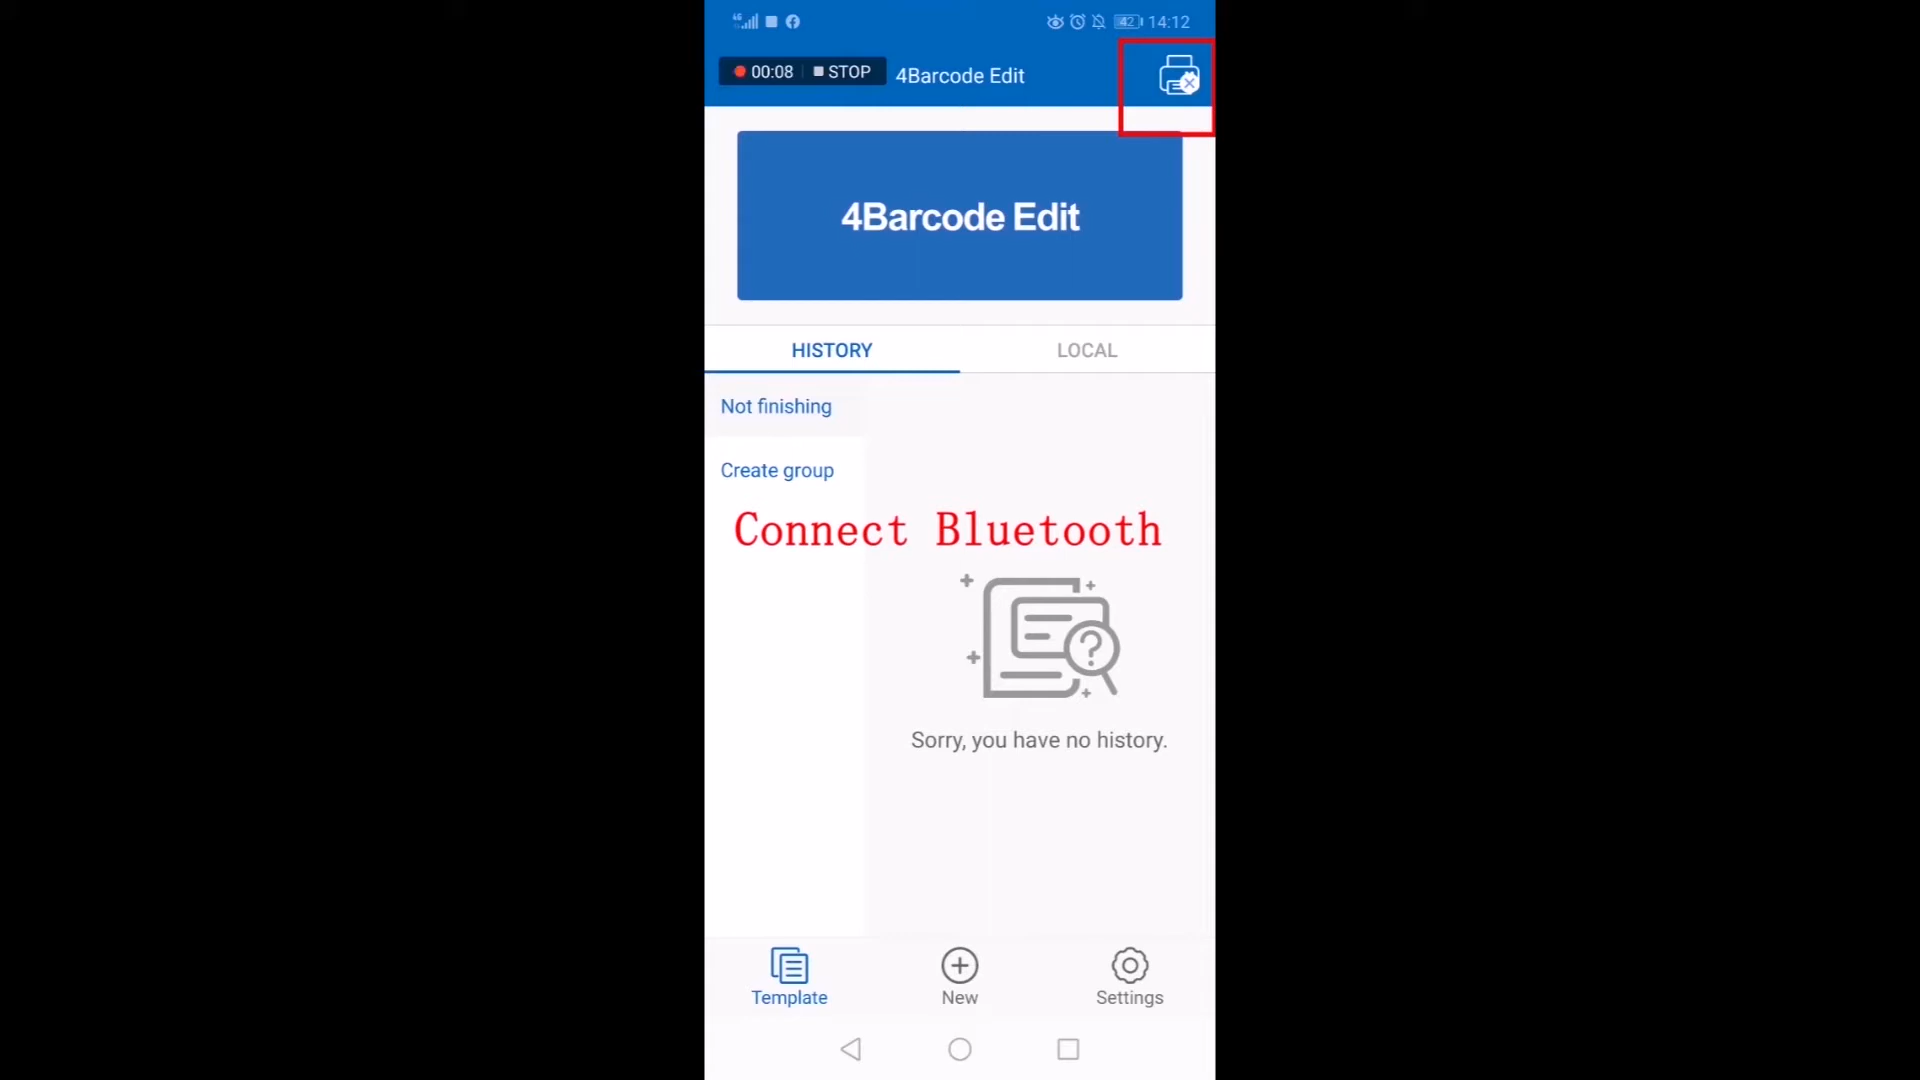 42 14:12
00:08 STOP 4Barcode Edit
4Barcode Edit
HISTORY LOCAL
Not finishing
Create group
Connect Bluetooth
Sorry, you have no history.
Template New Settings